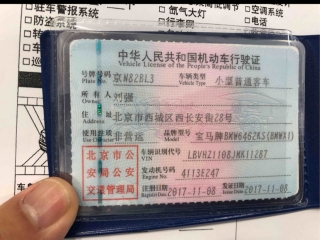 驻车警报系统
防盗系统
氙气大灯
行李架
中华人民共和国机动车行驶证
Vehicle License of the People's Republic of China
号牌号码 京N82BL3 车辆类型 小型普通客车
Plate No. Vehicle Type
所有人 刘强
住址 北京市西城区西长安街28号
Address
使用性质 非营运 品牌型号 宝马牌BMW6462KS(BMWX1)
北京市公安局公安交通管理局
车辆识别代号 LBVHZ1108JMK11287
VIN
发动机号码 4113E247
Engine No.
注册日期 2017-11-08 发证日期 2017-11-08